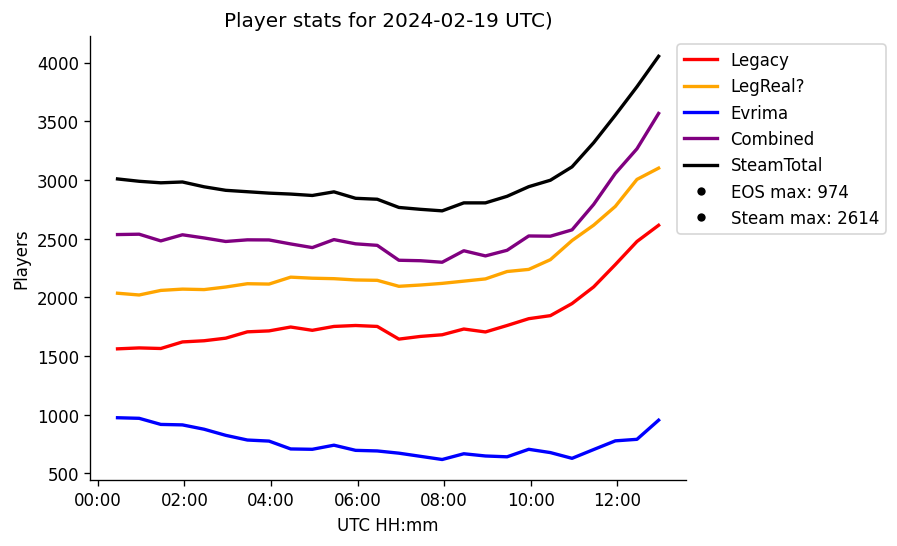 Player stats for 2024-02-19 UTC)
Players
4000
3500
3000
2500
2000
1500
1000
500
00:00 02:00 04:00 06:00 08:00 10:00 12:00
UTC HH:mm
Legacy
LegReal?
Evrima
Combined
SteamTotal
EOS max: 974
Steam max: 2614